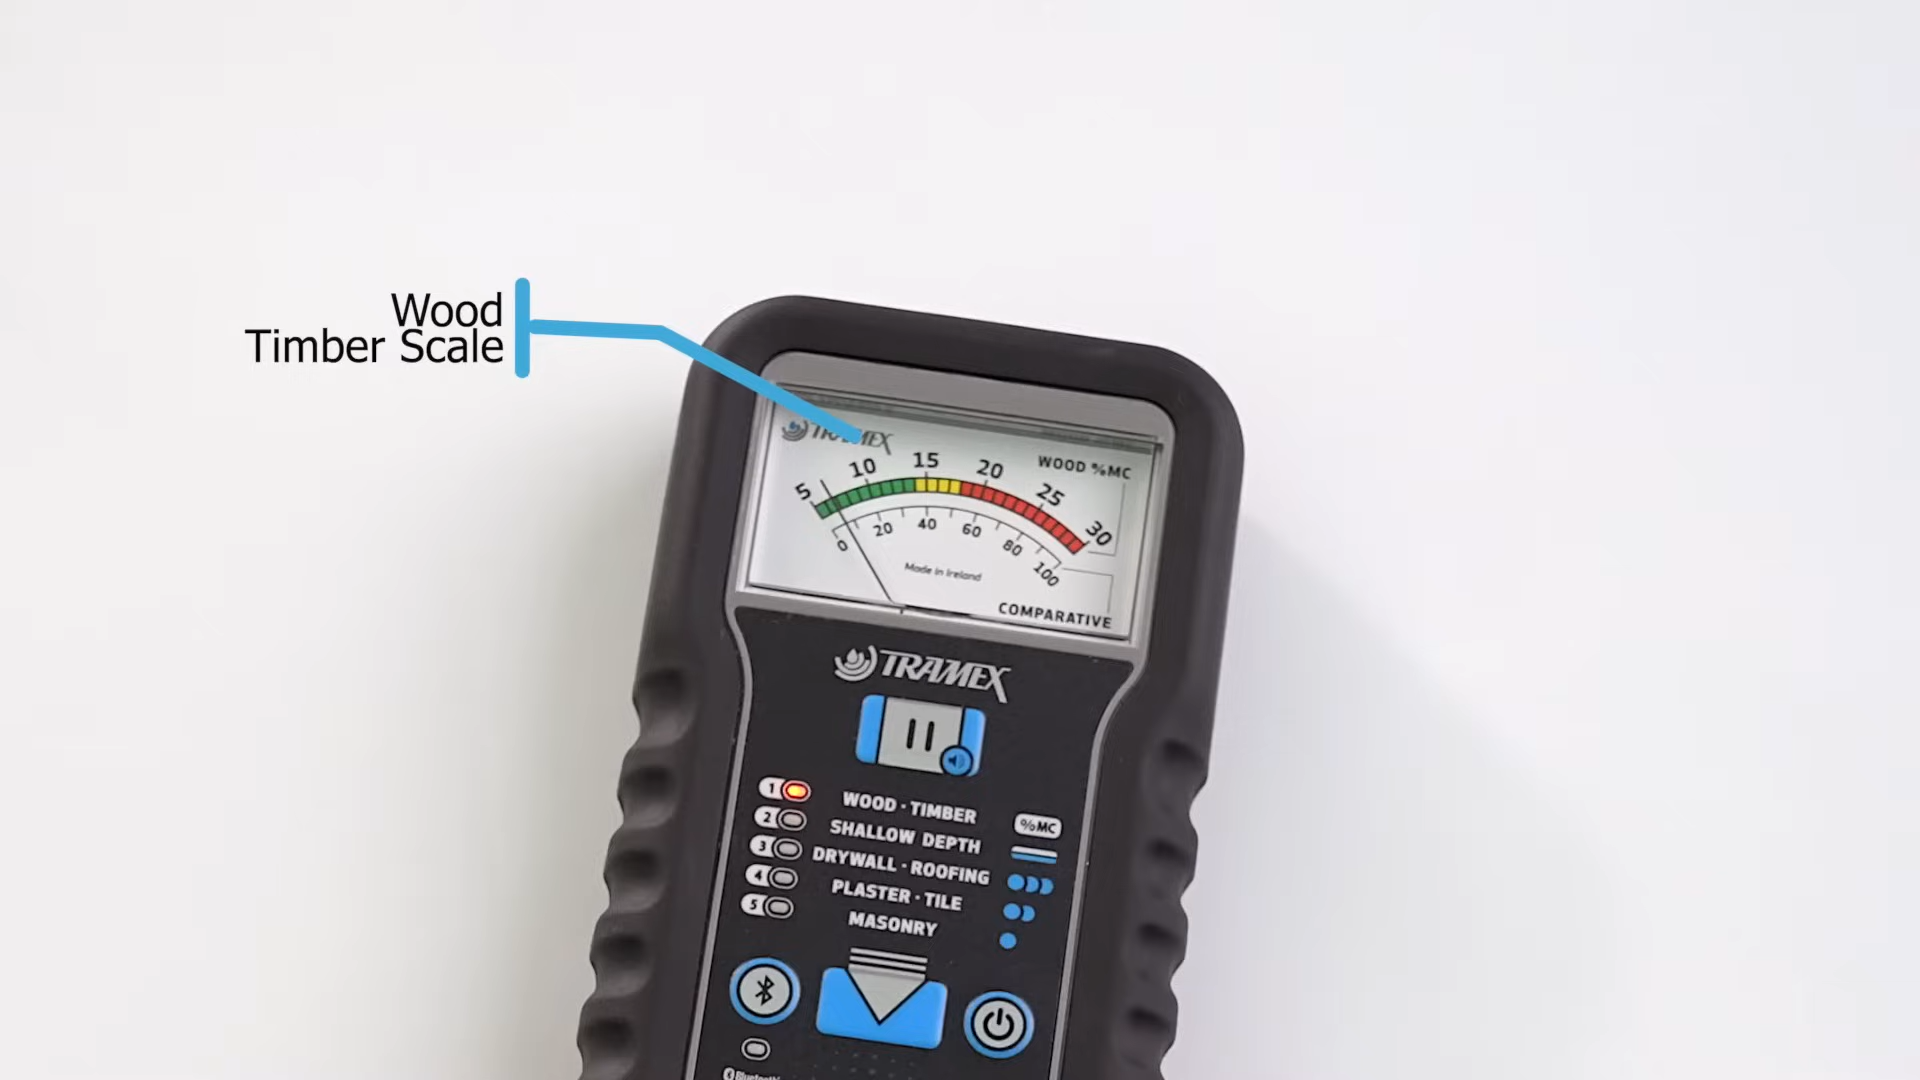 Wood
Timber Scale
TRAMEX
WOOD %MC
5 10 15 20 25 30
0 20 40 60 80 100
Made in Ireland
COMPARATIVE
TRAMEX
1 WOOD · TIMBER %MC
2 SHALLOW DEPTH
3 DRYWALL · ROOFING
4 PLASTER · TILE
5 MASONRY
Bluetooth